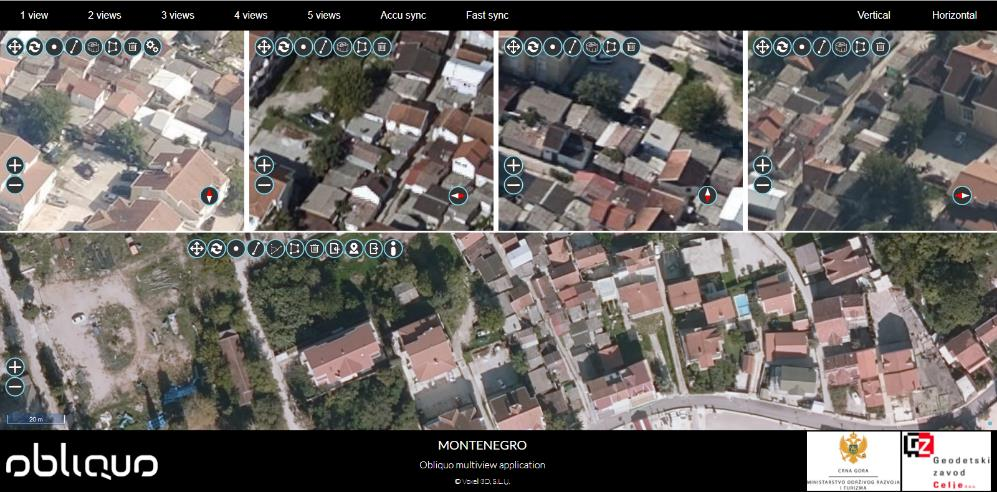 1 view 2 views 3 views 4 views 5 views Accu sync Fast sync Vertical Horizontal
20 m
obliquo
MONTENEGRO
Obliquo multiview application
© Voxel 3D, S.L.U.
CRNA GORA
MINISTARSTVO ODRŽIVOG RAZVOJA
I TURIZMA
GZ
Geodetski
zavod
Celje d.o.o.